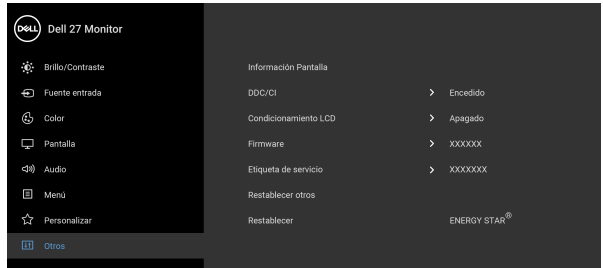 DELL Dell 27 Monitor
Brillo/Contraste
Fuente entrada
Color
Pantalla
Audio
Menú
Personalizar
Otros
Información Pantalla
DDC/CI > Encedido
Condicionamiento LCD > Apagado
Firmware > XXXXXX
Etiqueta de servicio > XXXXXXX
Restablecer otros
Restablecer ENERGY STAR®